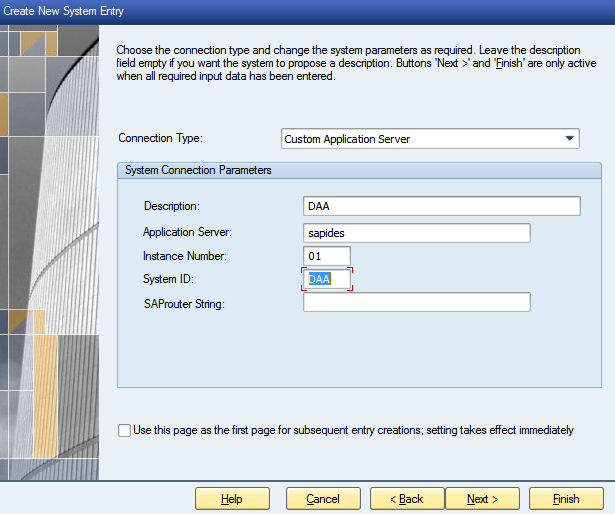 Create New System Entry
Choose the connection type and change the system parameters as required. Leave the description
field empty if you want the system to propose a description. Buttons 'Next >' and 'Finish' are only active
when all required input data has been entered.
Connection Type: Custom Application Server
System Connection Parameters
Description: DAA
Application Server: sapides
Instance Number: 01
System ID: DAA
SAProuter String:
Use this page as the first page for subsequent entry creations; setting takes effect immediately
Help Cancel < Back Next > Finish